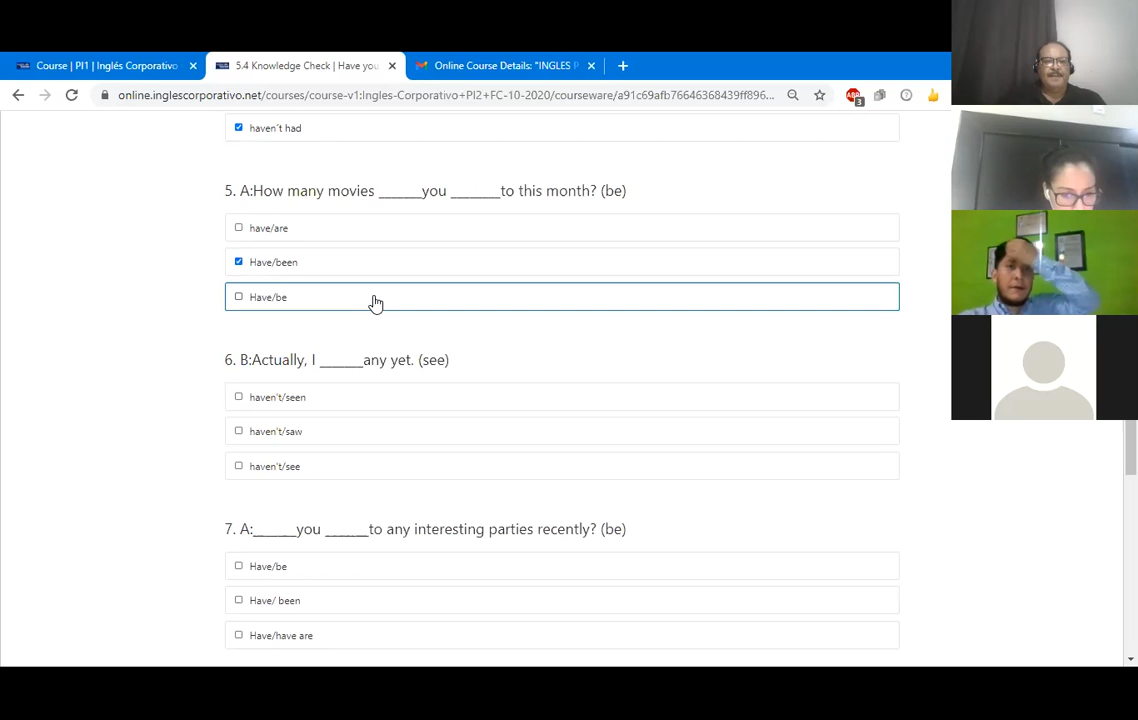 Course | PI1 | Inglés Corporativo
5.4 Knowledge Check | Have you
Online Course Details: "INGLES P
online.inglescorporativo.net/courses/course-v1:Ingles-Corporativo+PI2+FC-10-2020/courseware/a91c69afb76646368439ff896...
ABP
3
haven´t had
5. A:How many movies ______you _______to this month? (be)
have/are
Have/been
Have/be
6. B:Actually, I ______any yet. (see)
haven't/seen
haven't/saw
haven't/see
7. A:______you ______to any interesting parties recently? (be)
Have/be
Have/ been
Have/have are